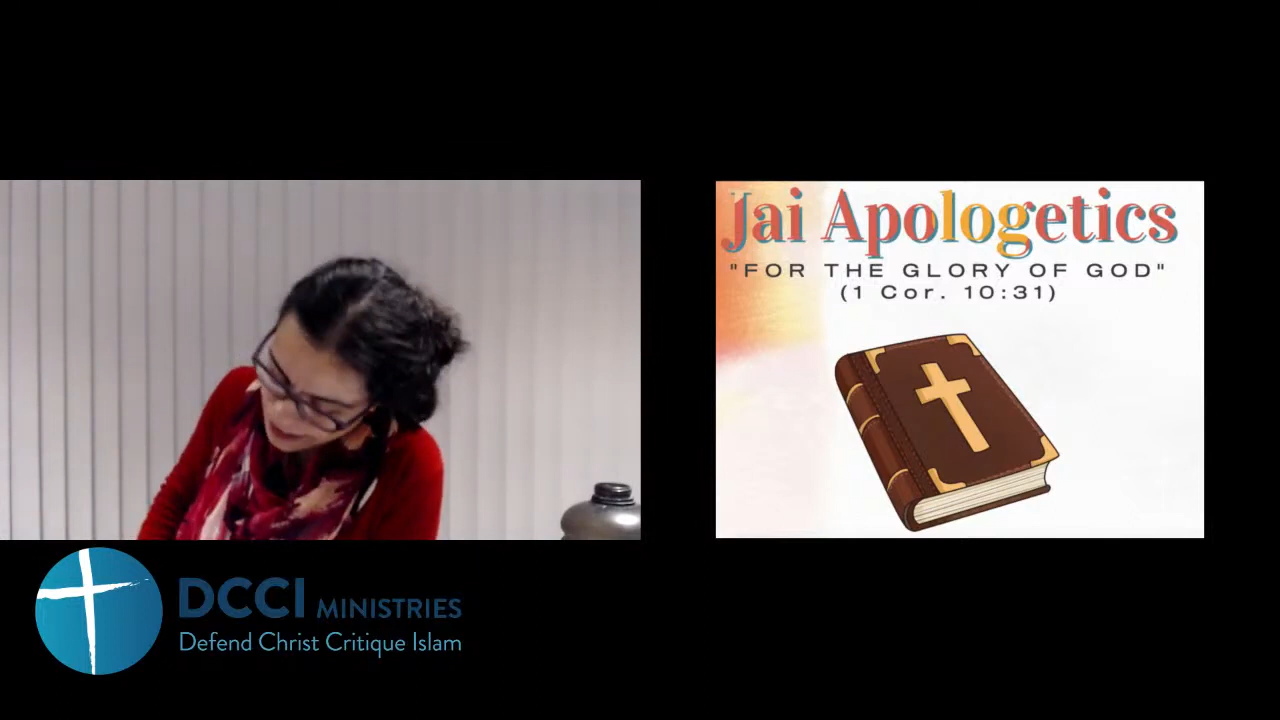 Jai Apologetics
"FOR THE GLORY OF GOD"
(1 Cor. 10:31)
DCCI MINISTRIES
Defend Christ Critique Islam